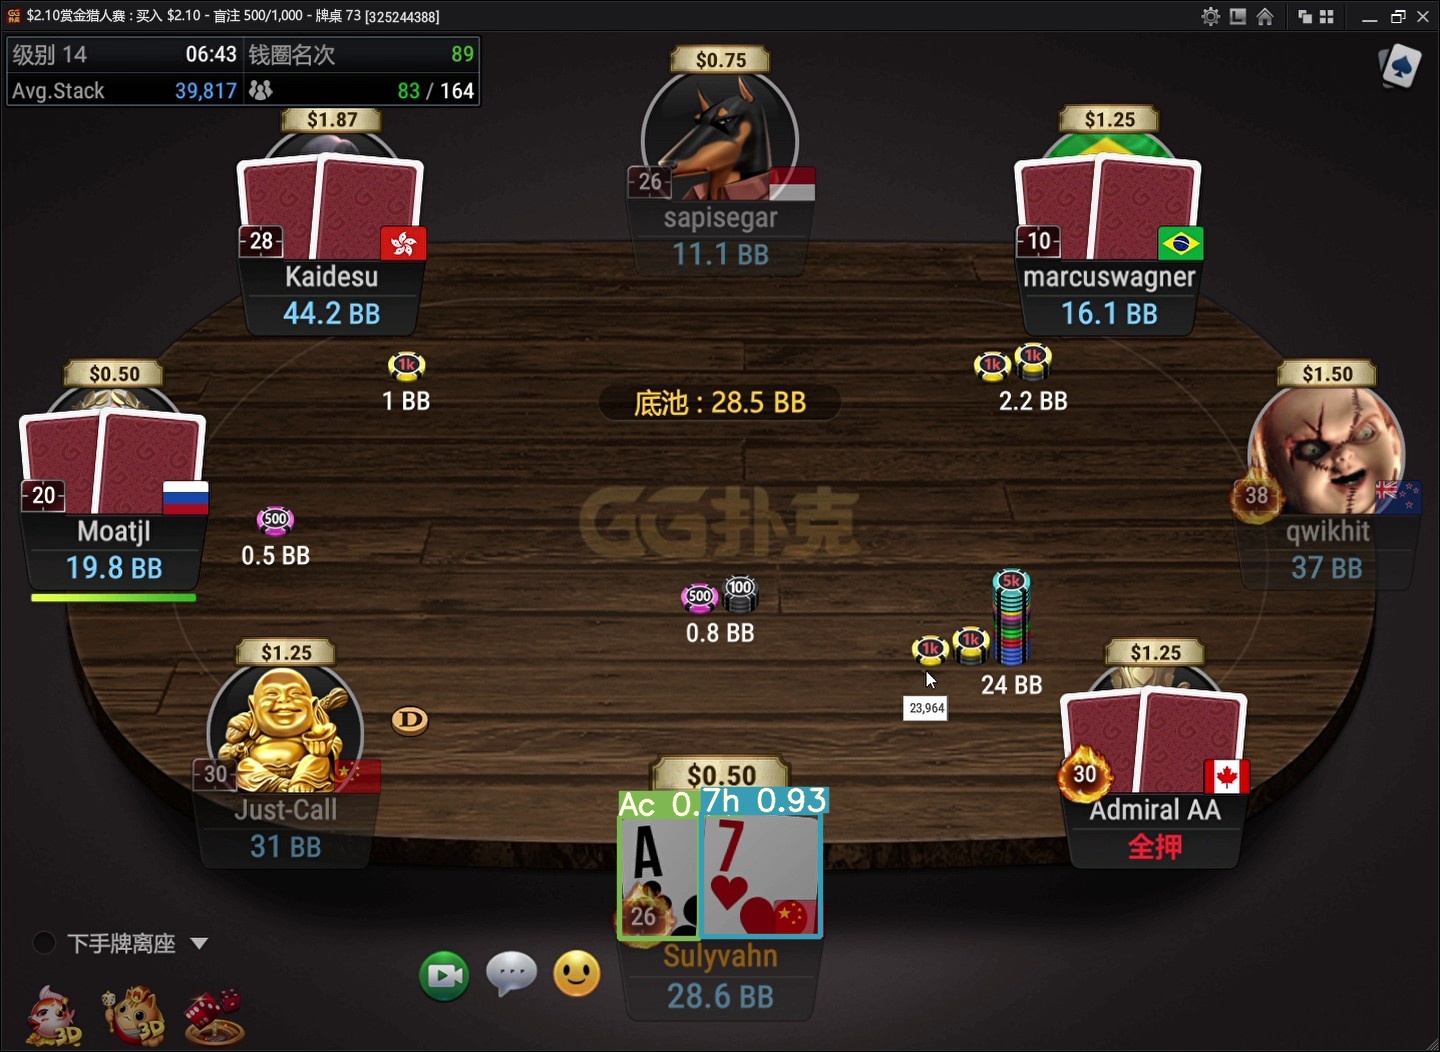 $2.10赏金猎人赛 : 买入 $2.10 - 盲注 500/1,000 - 牌桌 73 [325244388]
级别 14
06:43
钱圈名次
89
Avg.Stack
39,817
83 / 164
$0.75
26
sapisegar
11.1 BB
$1.87
28
Kaidesu
44.2 BB
$1.25
10
marcuswagner
16.1 BB
1k
1 BB
1k 1k
2.2 BB
底池 : 28.5 BB
$0.50
20
Moatjl
19.8 BB
$1.50
38
qwikhit
37 BB
500
0.5 BB
GG扑克
500 100
0.8 BB
5k
1k 1k
24 BB
23,964
$1.25
30
Just-Call
31 BB
D
$1.25
30
Admiral AA
全押
$0.50
Ac 0.
7h 0.93
A
7
26
Sulyvahn
28.6 BB
下手牌离座
3D
3D